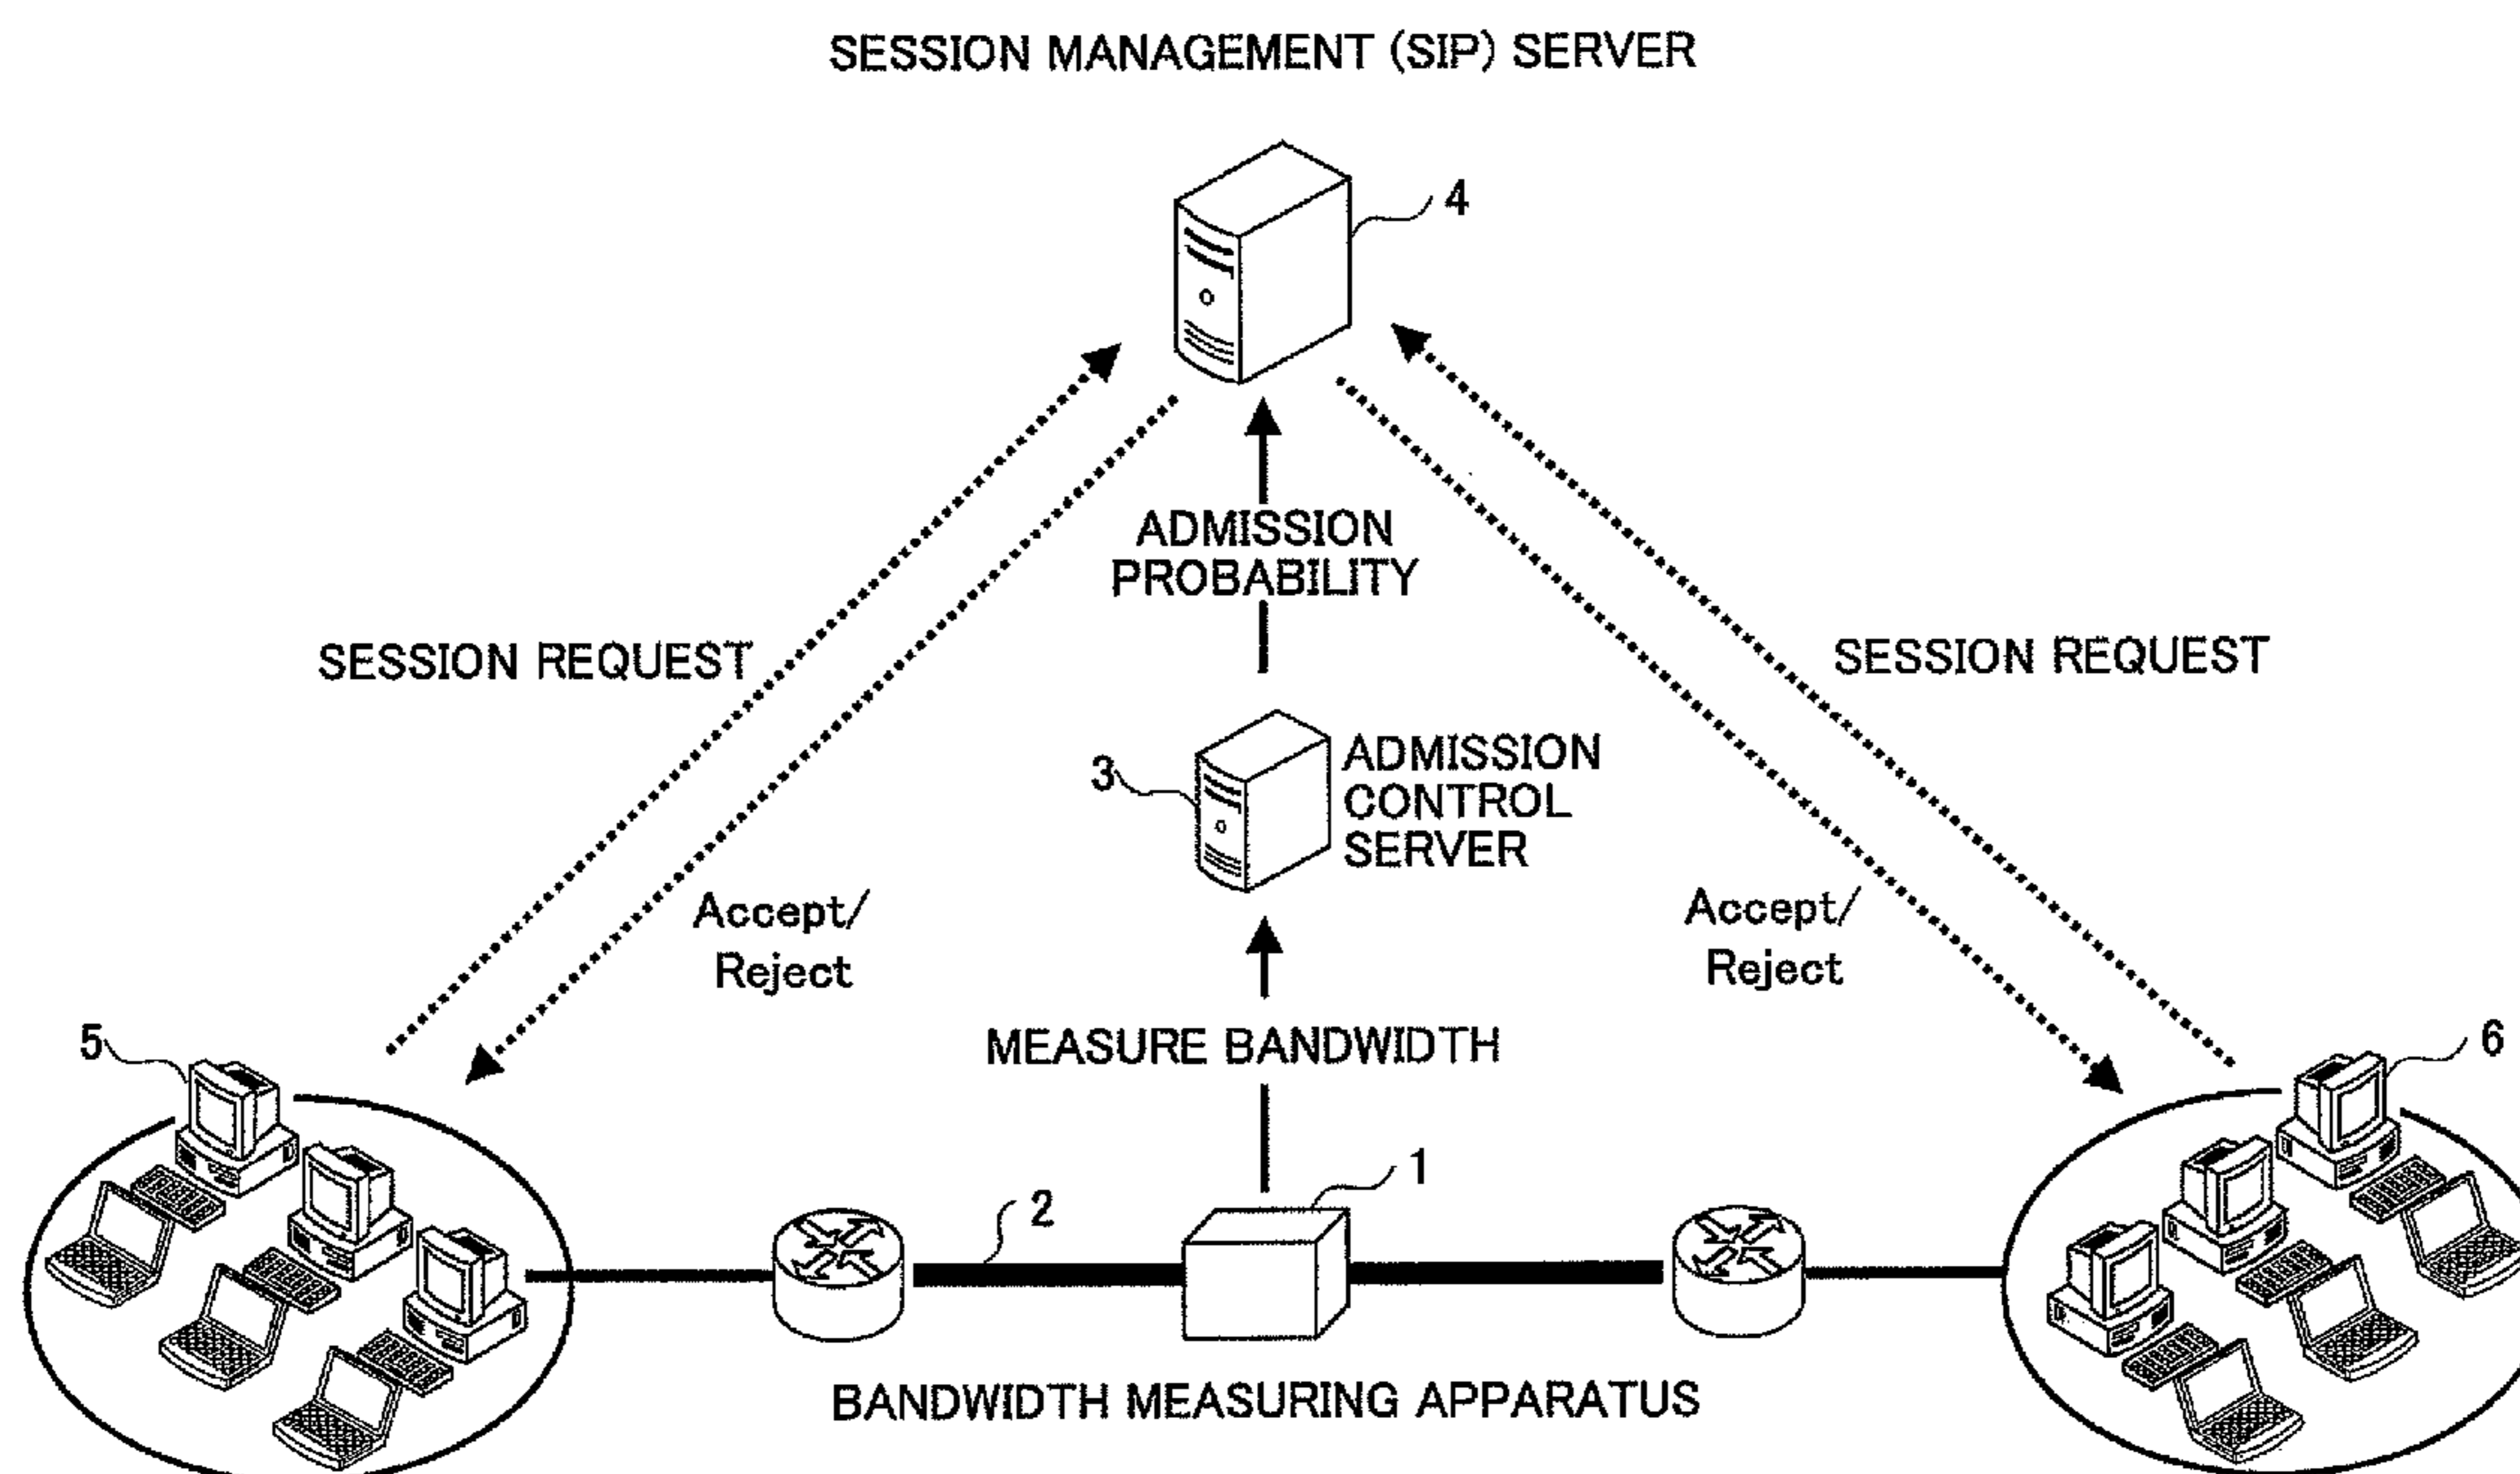 SESSION MANAGEMENT (SIP) SERVER
4
ADMISSION
PROBABILITY
SESSION REQUEST
SESSION REQUEST
3
ADMISSION
CONTROL
SERVER
Accept/
Reject
Accept/
Reject
MEASURE BANDWIDTH
5
6
1
2
BANDWIDTH MEASURING APPARATUS